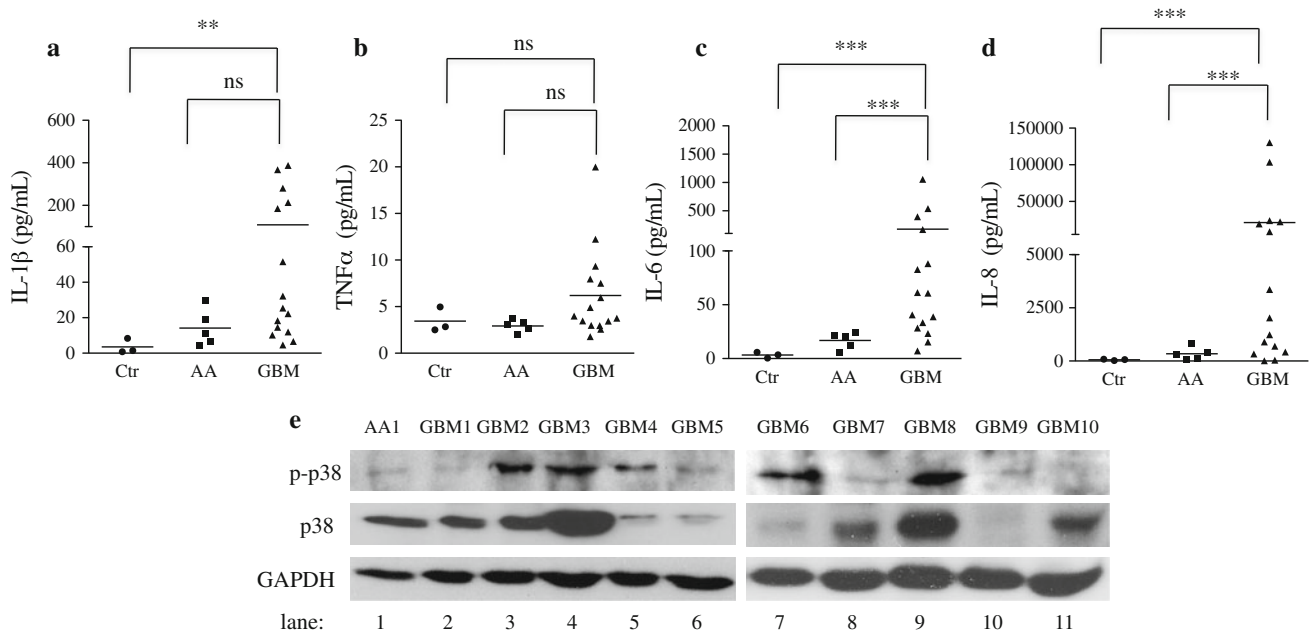 a
**
ns
IL-1β (pg/mL)
600
400
200
60
40
20
0
Ctr AA GBM
b
ns
ns
TNFα (pg/mL)
25
20
15
10
5
0
Ctr AA GBM
c
***
***
IL-6 (pg/mL)
2000
1500
1000
500
100
50
0
Ctr AA GBM
d
***
***
IL-8 (pg/mL)
150000
100000
50000
5000
2500
0
Ctr AA GBM
e
AA1 GBM1 GBM2 GBM3 GBM4 GBM5 GBM6 GBM7 GBM8 GBM9 GBM10
p-p38
p38
GAPDH
lane: 1 2 3 4 5 6 7 8 9 10 11